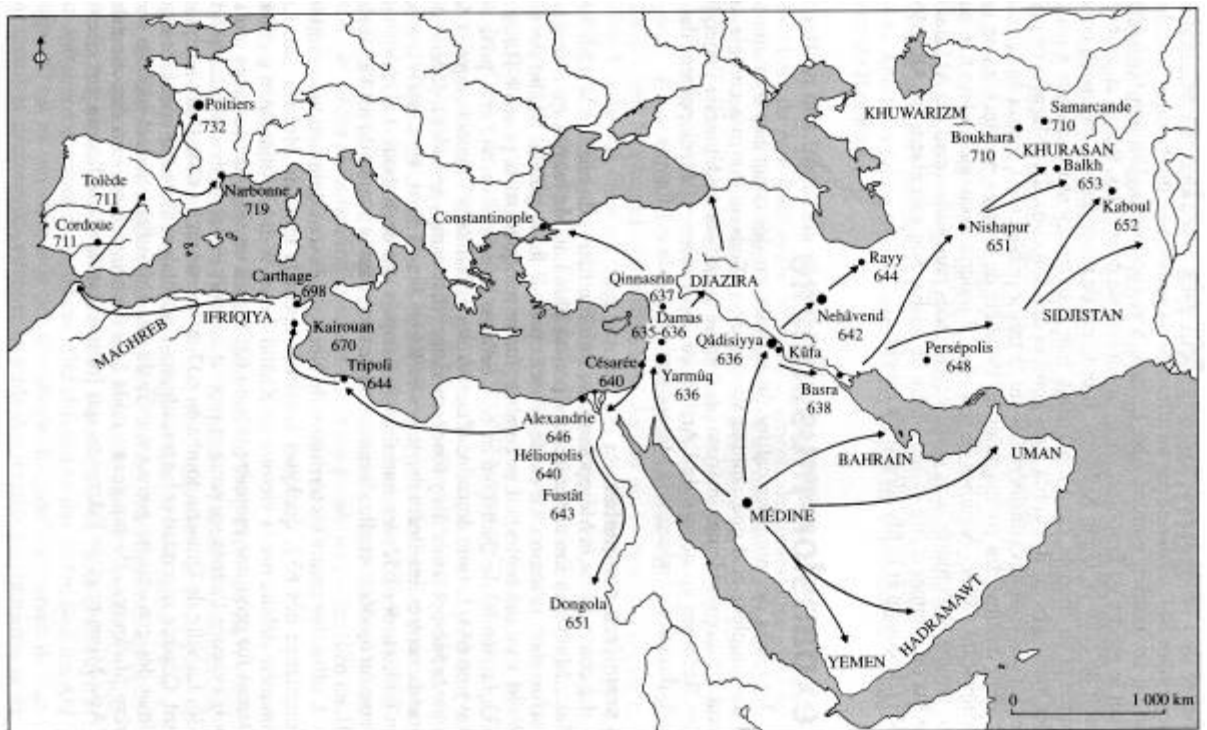 Poitiers
732
Tolède
711
Cordoue
711
Narbonne
719
Carthage
698
IFRIQIYA
MAGHREB
Kairouan
670
Tripoli
644
Constantinople
Qinnasrin
637
DJAZIRA
Damas
635-636
Césarée
640
Yarmûq
636
Qâdisiyya
636
Kûfa
Basra
638
Alexandrie
646
Héliopolis
640
Fustât
643
Dongola
651
MÉDINE
BAHRAIN
UMAN
HADRAMAWT
YEMEN
Nehâvend
642
Rayy
644
Persépolis
648
Nishapur
651
KHUWARIZM
Samarcande
710
Boukhara
710
KHURASAN
Balkh
653
Kaboul
652
SIDJISTAN
0 1 000 km